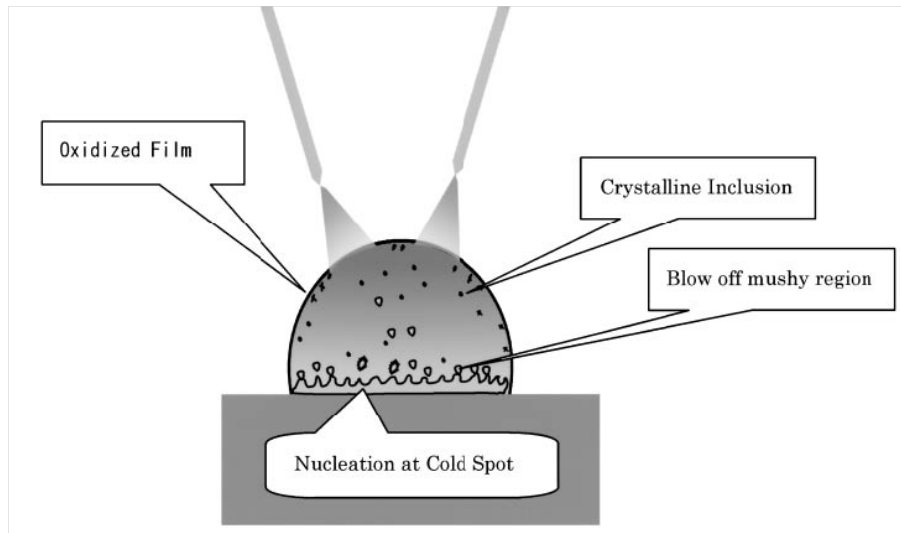 Oxidized Film
Crystalline Inclusion
Blow off mushy region
Nucleation at Cold Spot